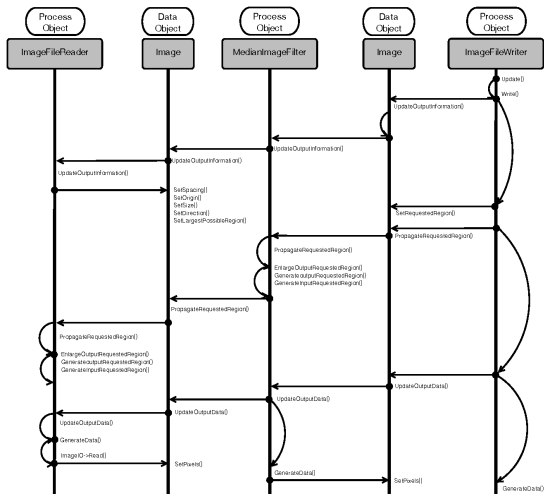 Process
Object
Data
Object
Process
Object
Data
Object
Process
Object
ImageFileReader
Image
MedianImageFilter
Image
ImageFileWriter
Update()
Write()
UpdateOutputInformation()
UpdateOutputInformation()
UpdateOutputInformation()
UpdateOutputInformation()
SetSpacing()
SetOrigin()
SetSize()
SetDirection()
SetLargestPossibleRegion()
SetRequestedRegion()
PropagateRequestedRegion()
PropagateRequestedRegion()
EnlargeOutputRequestedRegion()
GenerateoutputRequestedRegion()
GenerateInputRequestedRegion()
PropagateRequestedRegion()
PropagateRequestedRegion()
EnlargeOutputRequestedRegion()
GenerateoutputRequestedRegion()
GenerateInputRequestedRegion()
UpdateOutputData()
UpdateOutputData()
UpdateOutputData()
UpdateOutputData()
GenerateData()
ImageIO->Read()
SetPixels()
GenerateData()
SetPixels()
GenerateData()